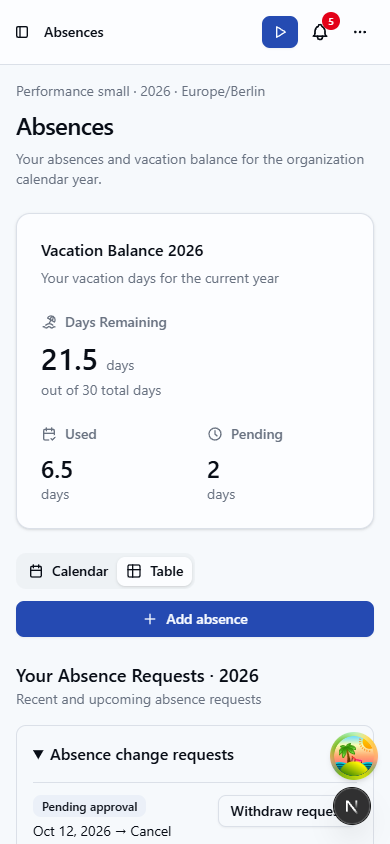 Absences
5
Performance small · 2026 · Europe/Berlin
Absences
Your absences and vacation balance for the organization
calendar year.
Vacation Balance 2026
Your vacation days for the current year
Days Remaining
21.5 days
out of 30 total days
Used
Pending
6.5
2
days
days
Calendar
Table
Add absence
Your Absence Requests · 2026
Recent and upcoming absence requests
Absence change requests
Pending approval
Withdraw
Oct 12, 2026 → Cancel
N